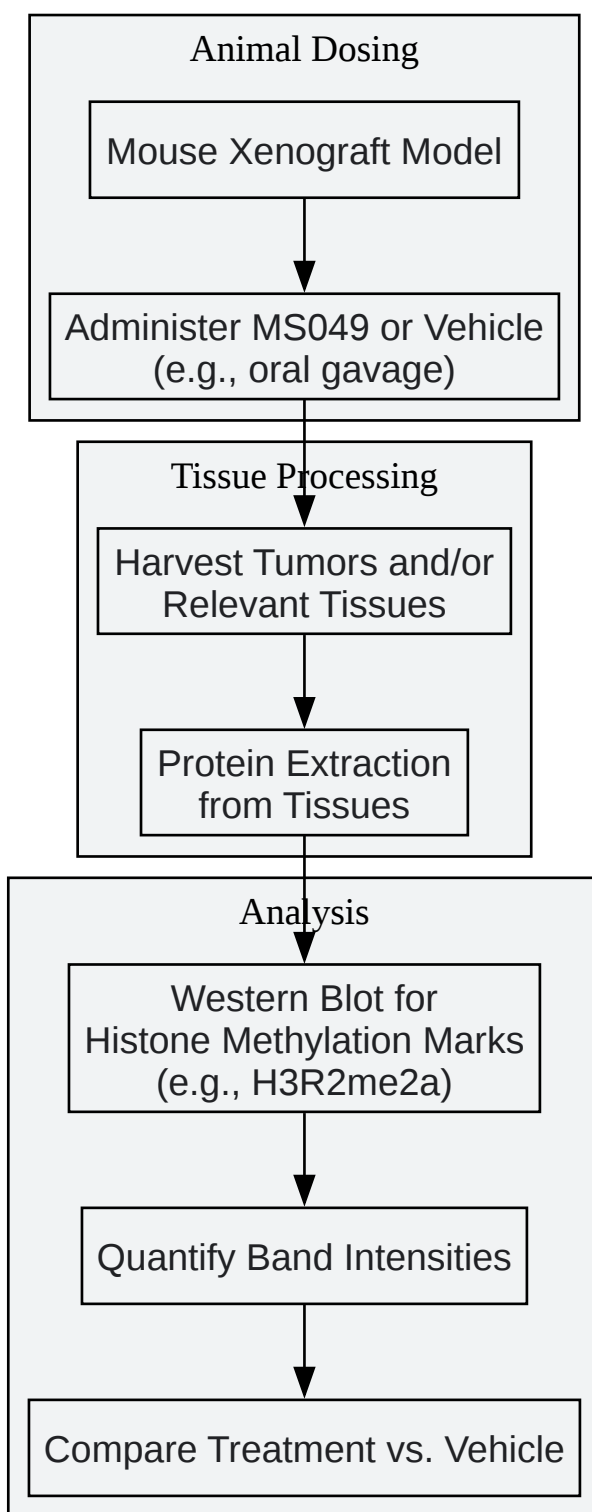 Animal Dosing
Mouse Xenograft Model
Administer MS049 or Vehicle
(e.g., oral gavage)
Tissue Processing
Harvest Tumors and/or
Relevant Tissues
Protein Extraction
from Tissues
Analysis
Western Blot for
Histone Methylation Marks
(e.g., H3R2me2a)
Quantify Band Intensities
Compare Treatment vs. Vehicle